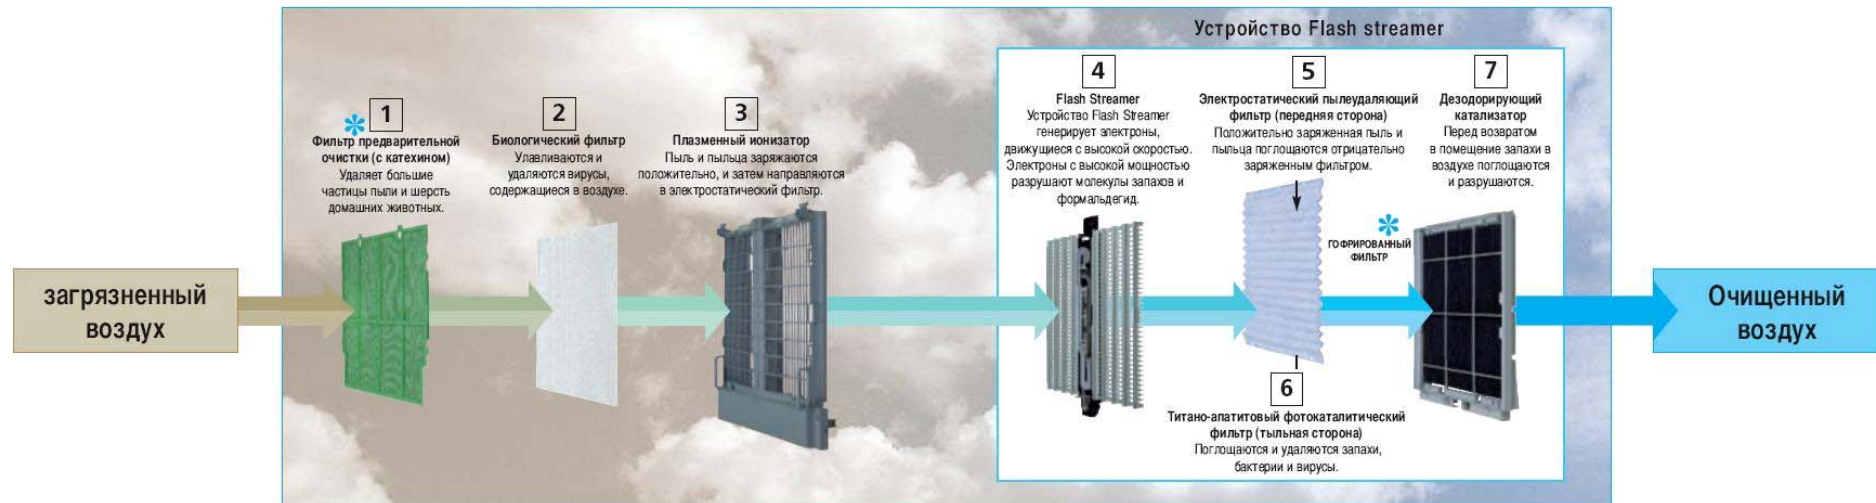 Устройство Flash streamer
загрязненный
воздух
1
Фильтр предварительной
очистки (с катехином)
Удаляет большие
частицы пыли и шерсть
домашних животных.
2
Биологический фильтр
Улавливаются и
удаляются вирусы,
содержащиеся в воздухе.
3
Плазменный ионизатор
Пыль и пыльца заряжаются
положительно, и затем направляются
в электростатический фильтр.
4
Flash Streamer
Устройство Flash Streamer
генерирует электроны,
движущиеся с высокой скоростью.
Электроны с высокой мощностью
разрушают молекулы запахов и
формальдегид.
5
Электростатический пылеудаляющий
фильтр (передняя сторона)
Положительно заряженная пыль и
пыльца поглощаются отрицательно
заряженным фильтром.
ГОФРИРОВАННЫЙ
ФИЛЬТР
6
Титано-апатитовый фотокаталитический
фильтр (тыльная сторона)
Поглощаются и удаляются запахи,
бактерии и вирусы.
7
Дезодорирующий
катализатор
Перед возвратом
в помещение запахи в
воздухе поглощаются
и разрушаются.
Очищенный
воздух